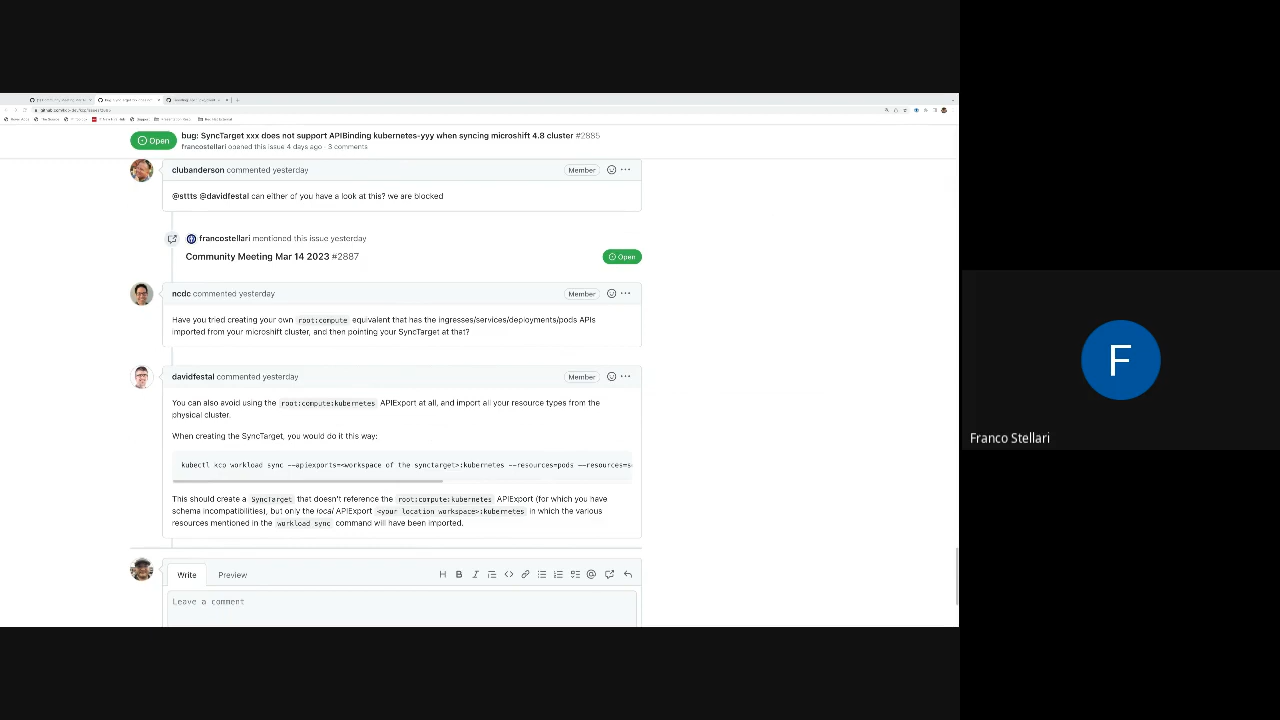 Open
bug: SyncTarget xxx does not support APIBinding kubernetes-yyy when syncing microshift 4.8 cluster #2885
francostellari opened this issue 4 days ago · 3 comments
clubanderson commented yesterday
Member
@sttts @davidfestal can either of you have a look at this? we are blocked
francostellari mentioned this issue yesterday
Community Meeting Mar 14 2023 #2887
Open
ncdc commented yesterday
Member
Have you tried creating your own root:compute equivalent that has the ingresses/services/deployments/pods APIs
imported from your microshift cluster, and then pointing your SyncTarget at that?
davidfestal commented yesterday
Member
You can also avoid using the root:compute:kubernetes APIExport at all, and import all your resource types from the
physical cluster.
When creating the SyncTarget, you would do it this way:
kubectl kcp workload sync --apiexports=<workspace of the synctarget>:kubernetes --resources=pods --resources=s
This should create a SyncTarget that doesn't reference the root:compute:kubernetes APIExport (for which you have
schema incompatibilities), but only the local APIExport <your location workspace>:kubernetes in which the various
resources mentioned in the workload sync command will have been imported.
Write
Preview
Leave a comment
F
Franco Stellari